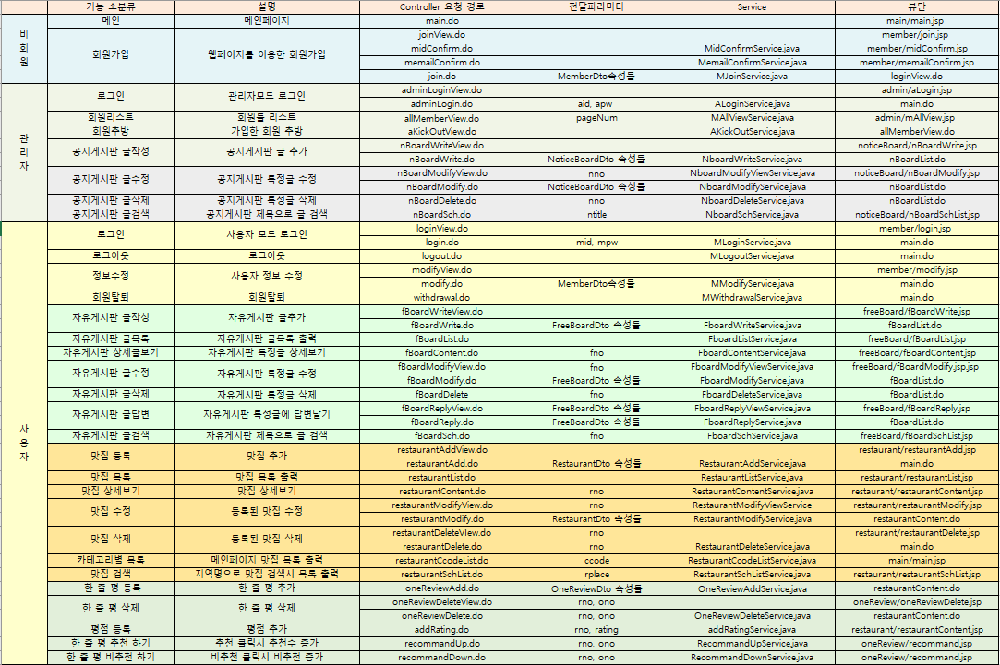 기능 소분류 설명 Controller 요청 경로 전달파라미터 Service 뷰단
비회원
메인 메인페이지 main.do main/main.jsp
회원가입 웹페이지를 이용한 회원가입
joinView.do member/join.jsp
midConfirm.do MidConfirmService.java member/midConfirm.jsp
memailConfirm.do MemailConfirmService.java member/memailConfirm.jsp
join.do MemberDto속성들 MJoinService.java loginView.do
관리자
로그인 관리자모드 로그인
adminLoginView.do admin/aLogin.jsp
adminLogin.do aid, apw ALoginService.java main.do
회원리스트 회원들 리스트 allMemberView.do pageNum MAllViewService.java admin/mAllView.jsp
회원추방 가입한 회원 추방 aKickOutView.do AKickOutService.java allMemberView.do
공지게시판 글작성 공지게시판 글 추가
nBoardWriteView.do noticeBoard/nBoardWrite.jsp
nBoardWrite.do NoticeBoardDto 속성들 NboardWriteService.java nBoardList.do
공지게시판 글수정 공지게시판 특정글 수정
nBoardModifyView.do nno NboardModifyViewService.java noticeBoard/nBoardModify.jsp
nBoardModify.do NoticeBoardDto 속성들 NboardModifyService.java nBoardList.do
공지게시판 글삭제 공지게시판 특정글 삭제 nBoardDelete.do nno NboardDeleteService.java nBoardList.do
공지게시판 글검색 공지게시판 제목으로 글 검색 nBoardSch.do ntitle NboardSchService.java noticeBoard/nBoardSchList.jsp
사용자
로그인 사용자 모드 로그인
loginView.do member/login.jsp
login.do mid, mpw MLoginService.java main.do
로그아웃 로그아웃 logout.do MLogoutService.java main.do
정보수정 사용자 정보 수정
modifyView.do member/modify.jsp
modify.do MemberDto속성들 MModifyService.java main.do
회원탈퇴 회원탈퇴 withdrawal.do MWithdrawalService.java main.do
자유게시판 글작성 자유게시판 글추가
fBoardWriteView.do freeBoard/fBoardWrite.jsp
fBoardWrite.do FreeBoardDto 속성들 FboardWriteService.java fBoardList.do
자유게시판 글목록 자유게시판 글목록 출력 fBoardList.do FboardListService.java freeBoard/fBoardList.jsp
자유게시판 상세글보기 자유게시판 특정글 상세보기 fBoardContent.do fno FboardContentService.java freeBoard/fBoardContent.jsp
자유게시판 글수정 자유게시판 특정글 수정
fBoardModifyView.do fno FboardModifyViewService.java freeBoard/fBoardModify.jsp.jsp
fBoardModify.do FreeBoardDto 속성들 FboardModifyService.java fBoardList.do
자유게시판 글삭제 자유게시판 특정글 삭제 fBoardDelete fno FboardDeleteService.java fBoardList.do
자유게시판 글답변 자유게시판 특정글에 답변달기
fBoardReplyView.do FreeBoardDto 속성들 FboardReplyViewService.java freeBoard/fBoardReply.jsp
fBoardReply.do FreeBoardDto 속성들 FboardReplyService.java fBoardList.do
자유게시판 글검색 자유게시판 제목으로 글 검색 fBoardSch.do fno FboardSchService.java freeBoard/fBoardSchList.jsp
맛집 등록 맛집 추가
restaurantAddView.do restaurant/restaurantAdd.jsp
restaurantAdd.do RestaurantDto 속성들 RestaurantAddService.java main.do
맛집 목록 맛집 목록 출력 restaurantList.do RestaurantListService.java restaurant/restaurantList.jsp
맛집 상세보기 맛집 상세보기 restaurantContent.do rno RestaurantContentService.java restaurant/restaurantContent.jsp
맛집 수정 등록된 맛집 수정
restaurantModifyView.do rno RestaurantModifyViewService restaurant/restaurantModify.jsp
restaurantModify.do RestaurantDto 속성들 RestaurantModifyService.java restaurantContent.do
맛집 삭제 등록된 맛집 삭제
restaurantDeleteVIew.do rno restaurant/restaurantDelete.jsp
restaurantDelete.do rno RestaurantDeleteService.java main.do
카테고리별 목록 메인페이지 맛집 목록 출력 restaurantCcodeList.do ccode RestaurantCcodeListService.java main/main.jsp
맛집 검색 지역명으로 맛집 검색시 목록 출력 restaurantSchList.do rplace RestaurantSchListService.java restaurant/restaurantSchList.jsp
한 줄 평 등록 한 줄 평 추가 oneReviewAdd.do OneReviewDto 속성들 OneReviewAddService.java restaurantContent.do
한 줄 평 삭제 한 줄 평 삭제
oneReviewDeleteView.do rno, ono oneReview/oneReviewDelete.jsp
oneReviewDelete.do rno, ono OneReviewDeleteService.java restaurantContent.do
평점 등록 평점 추가 addRating.do rno, rating addRatingService.java restaurant/restaurantContent.jsp
한 줄 평 추천 하기 추천 클릭시 추천수 증가 recommandUp.do rno, ono RecommandUpService.java oneReview/recommand.jsp
한 줄 평 비추천 하기 비추천 클릭시 비추천 증가 recommandDown.do rno, ono RecommandDownService.java oneReview/recommand.jsp